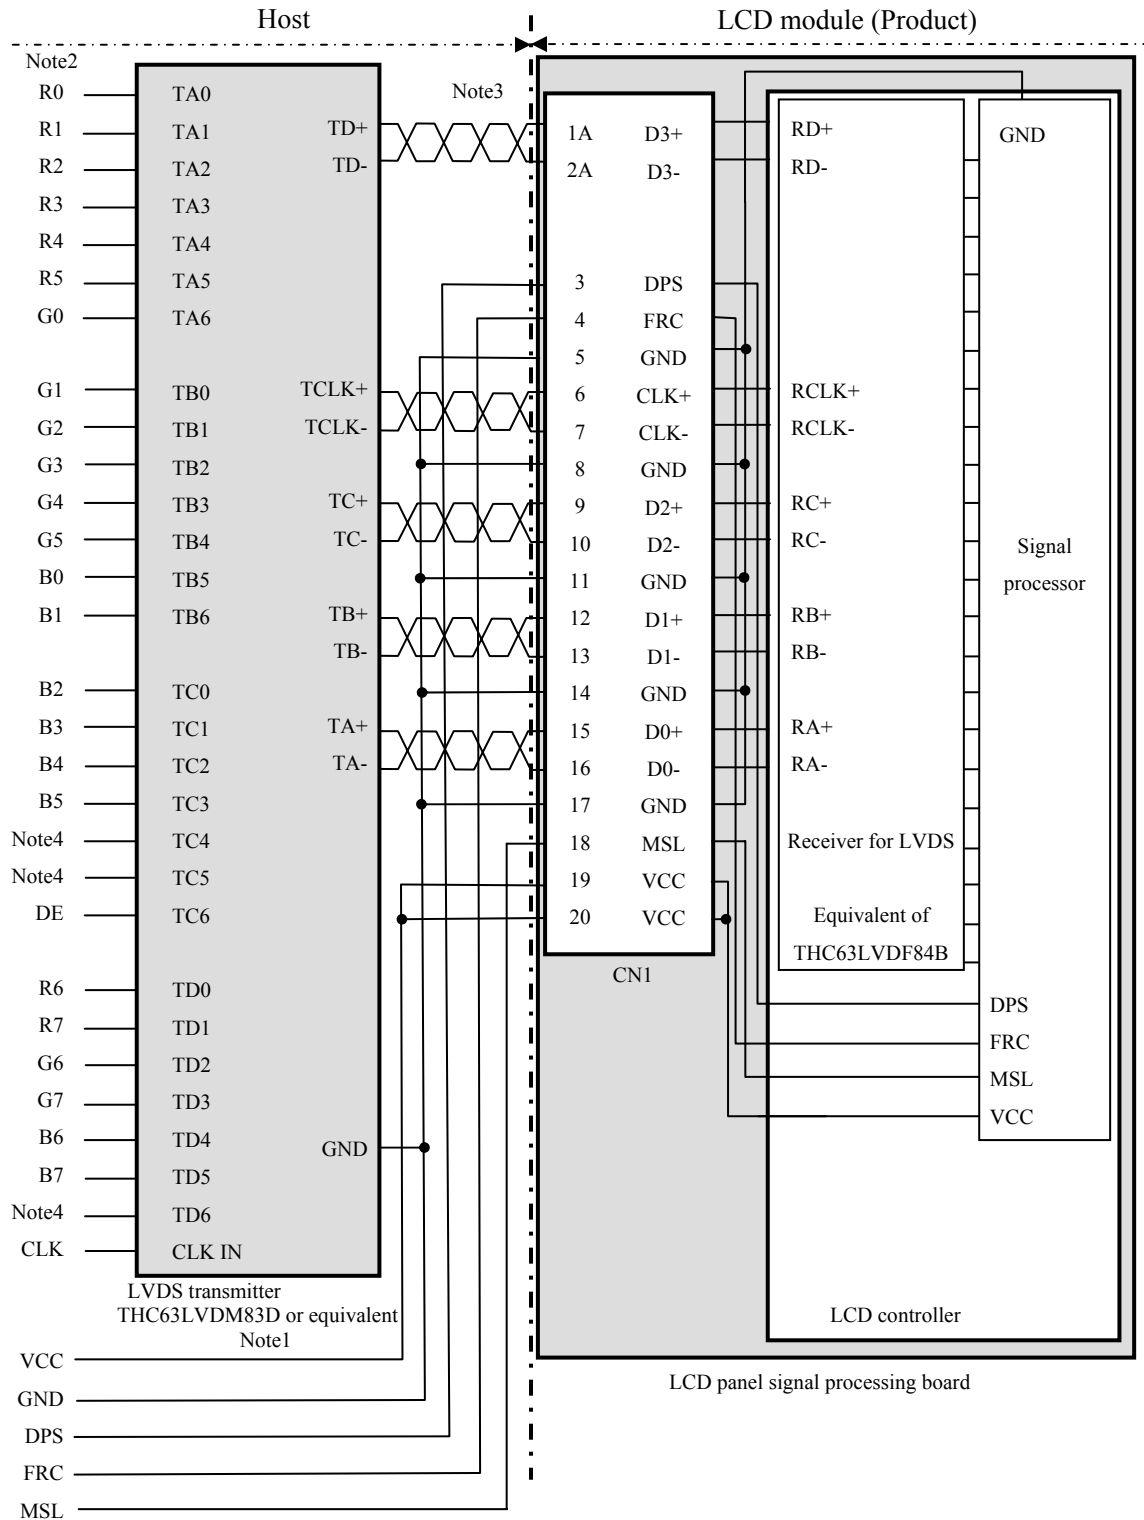 Host
LCD module (Product)
Note2
Note3
R0 TA0
R1 TA1 TD+ 1A D3+ RD+ GND
R2 TA2 TD- 2A D3- RD-
R3 TA3
R4 TA4
R5 TA5 3 DPS
G0 TA6 4 FRC
5 GND
G1 TB0 TCLK+ 6 CLK+ RCLK+
G2 TB1 TCLK- 7 CLK- RCLK-
G3 TB2 8 GND
G4 TB3 TC+ 9 D2+ RC+
G5 TB4 TC- 10 D2- RC- Signal
B0 TB5 11 GND processor
B1 TB6 TB+ 12 D1+ RB+
TB- 13 D1- RB-
B2 TC0 14 GND
B3 TC1 TA+ 15 D0+ RA+
B4 TC2 TA- 16 D0- RA-
B5 TC3 17 GND
Note4 TC4 18 MSL Receiver for LVDS
Note4 TC5 19 VCC
DE TC6 20 VCC Equivalent of
THC63LVDF84B
CN1
R6 TD0 DPS
R7 TD1 FRC
G6 TD2 MSL
G7 TD3 VCC
B6 TD4 GND
B7 TD5
Note4 TD6
CLK CLK IN
LVDS transmitter
THC63LVDM83D or equivalent
Note1
LCD controller
VCC
LCD panel signal processing board
GND
DPS
FRC
MSL